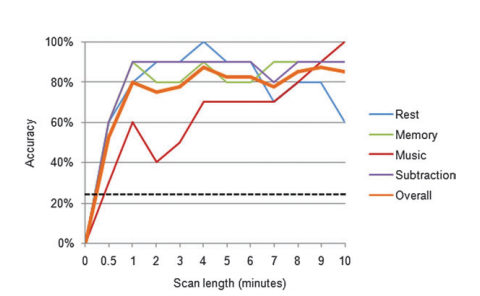 100%
80%
60%
40%
20%
0%
Accuracy
0 0.5 1 2 3 4 5 6 7 8 9 10
Scan length (minutes)
Rest
Memory
Music
Subtraction
Overall